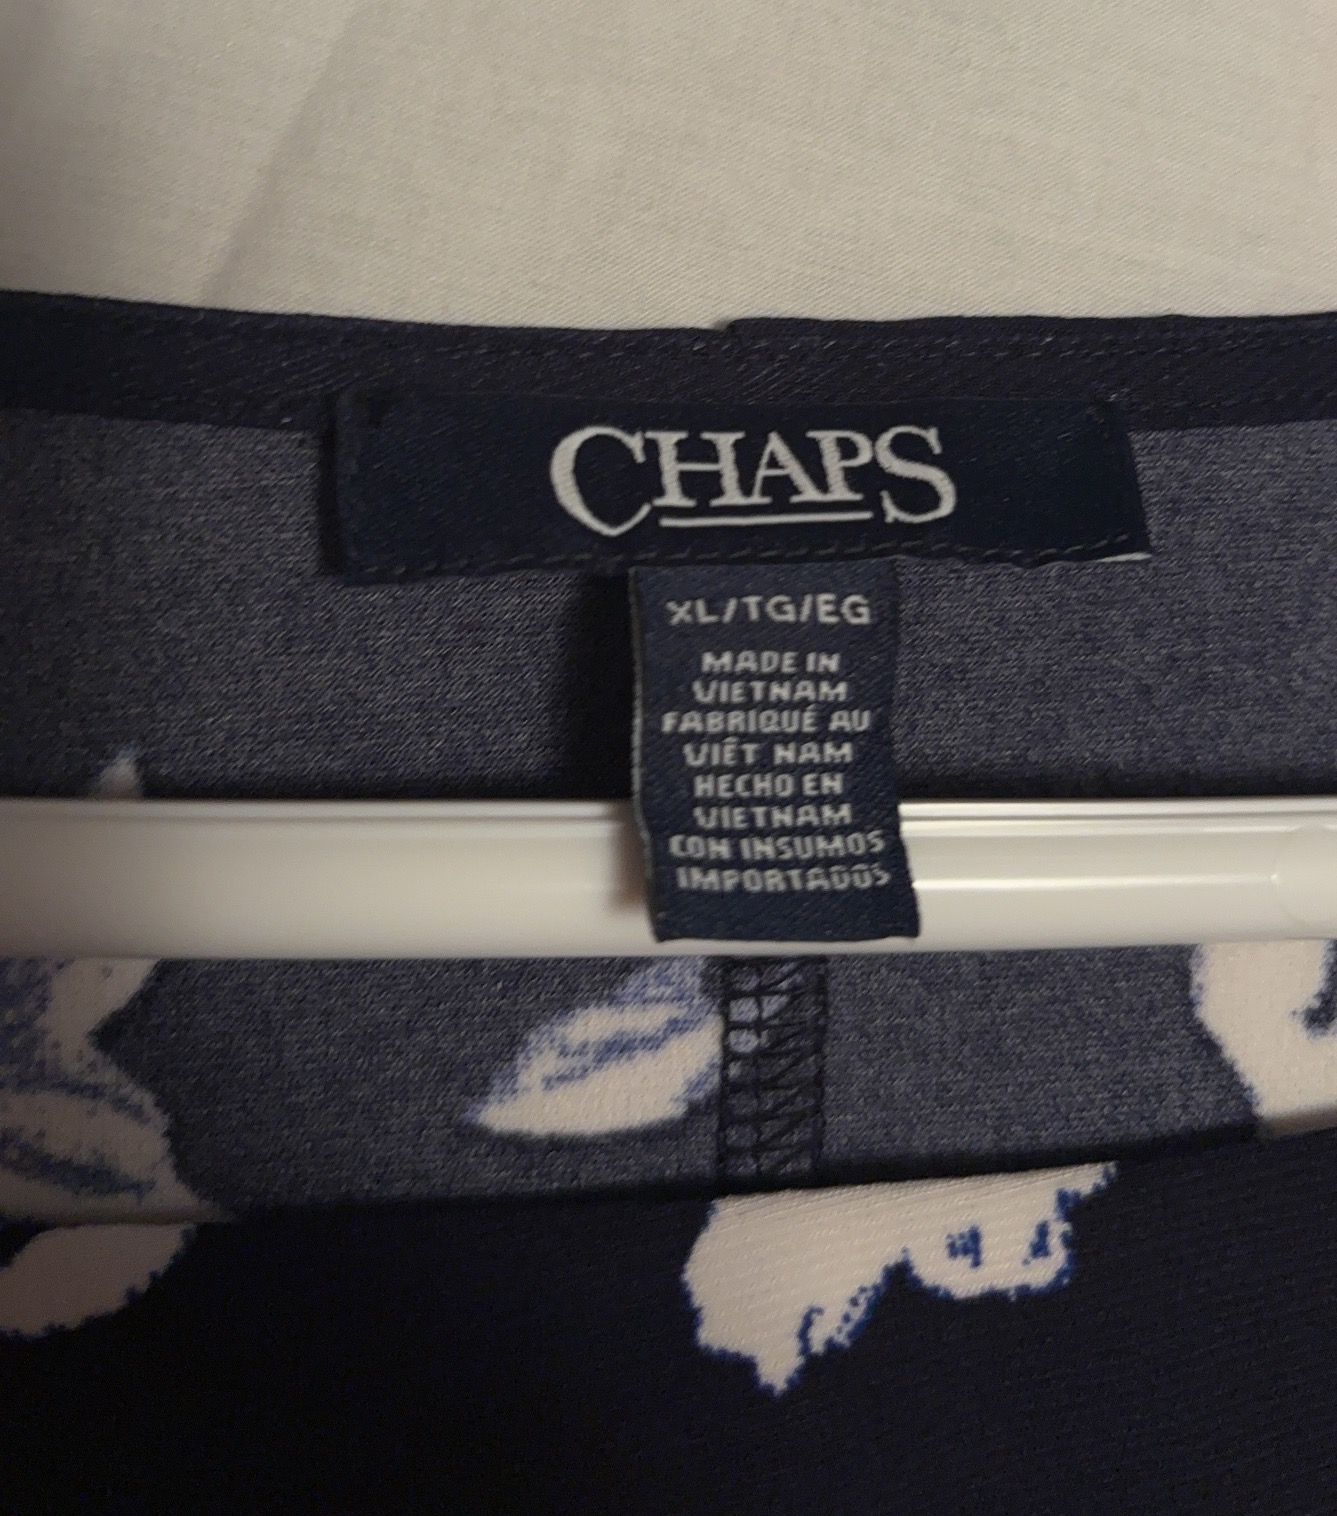 CHAPS
XL/TG/EG
MADE IN
VIETNAM
FABRIQUÉ AU
VIÊT NAM
HECHO EN
VIETNAM
CON INSUMOS
IMPORTADOS